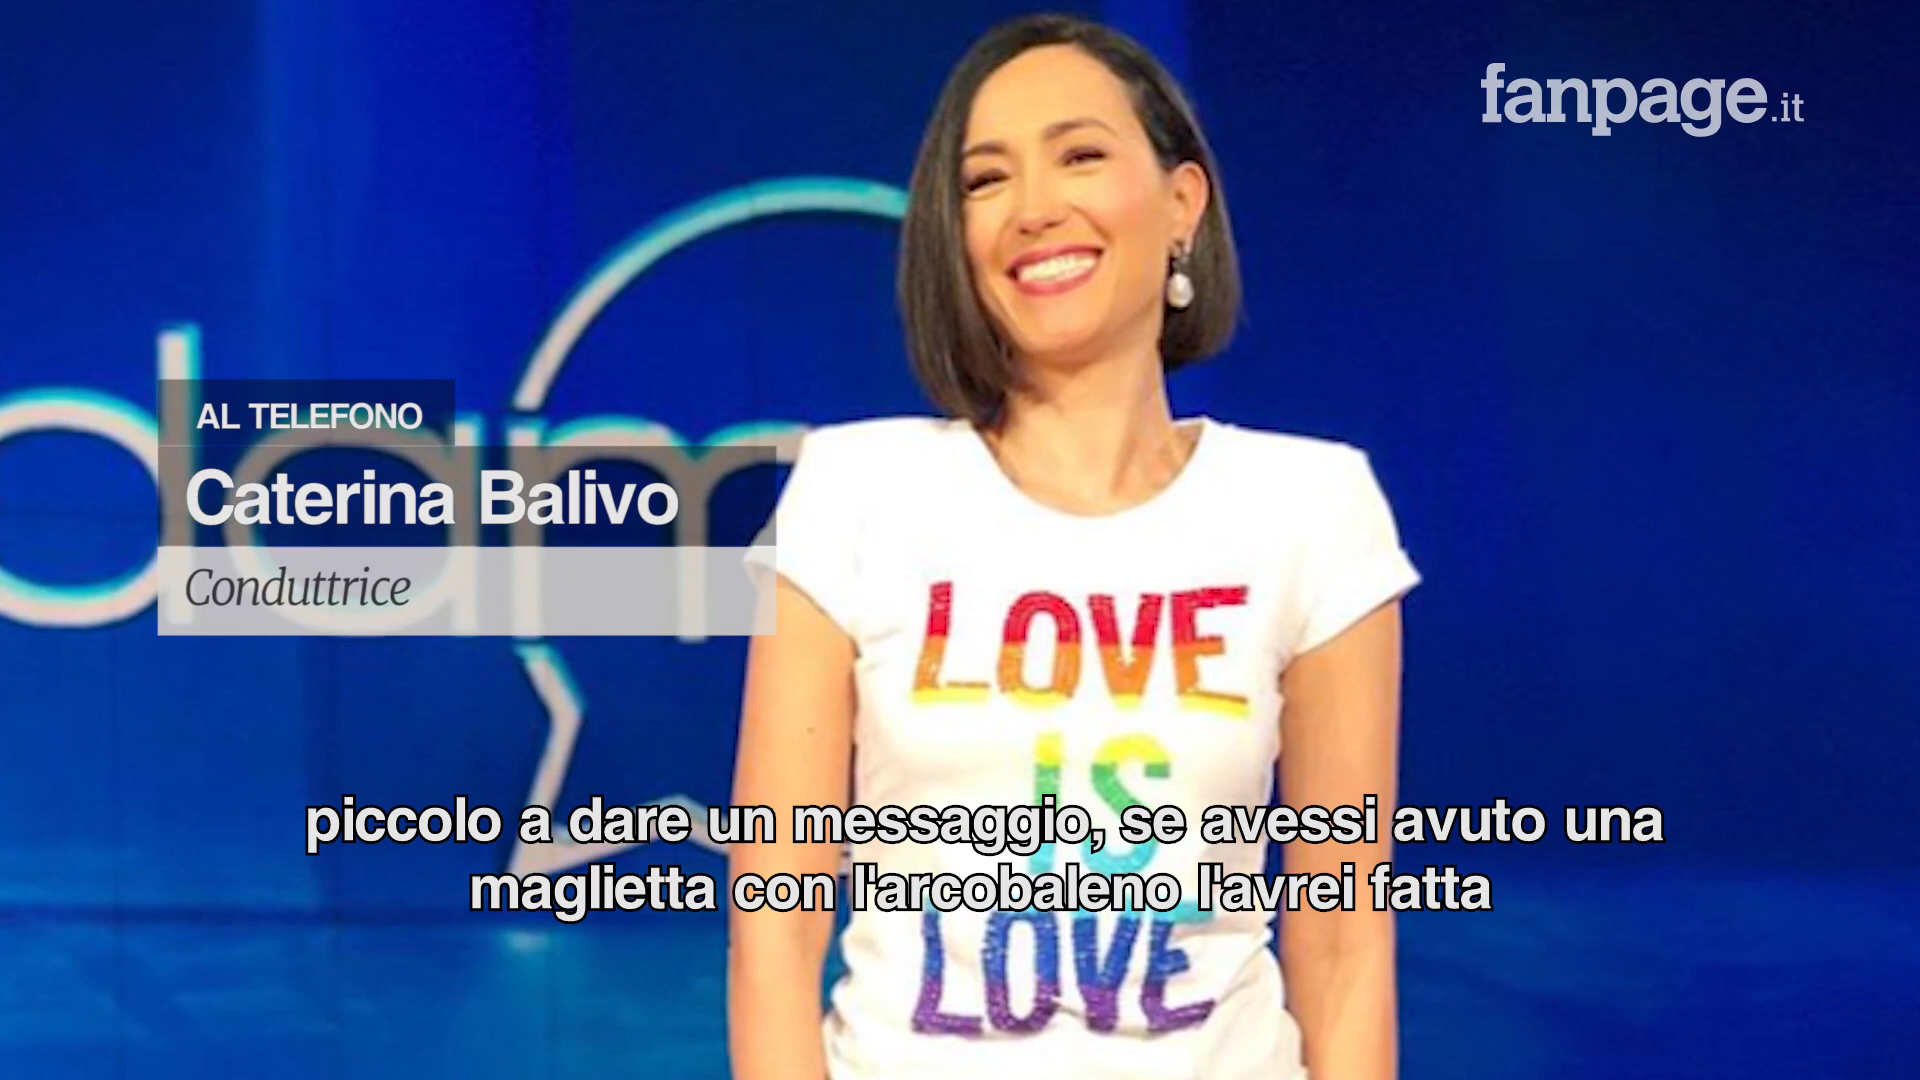 fanpage.it
dam
AL TELEFONO
Caterina Balivo
Conduttrice
LOVE
IS
LOVE
piccolo a dare un messaggio, se avessi avuto una
maglietta con l'arcobaleno l'avrei fatta